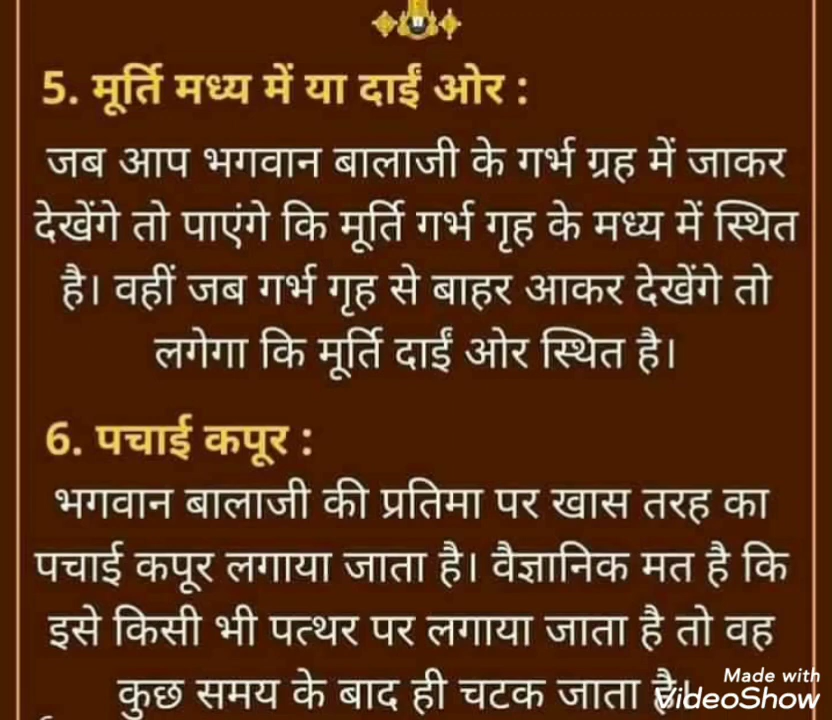 5. मूर्ति मध्य में या दाईं ओर :
जब आप भगवान बालाजी के गर्भ ग्रह में जाकर
देखेंगे तो पाएंगे कि मूर्ति गर्भ गृह के मध्य में स्थित
है। वहीं जब गर्भ गृह से बाहर आकर देखेंगे तो
लगेगा कि मूर्ति दाईं ओर स्थित है।
6. पचाई कपूर :
भगवान बालाजी की प्रतिमा पर खास तरह का
पचाई कपूर लगाया जाता है। वैज्ञानिक मत है कि
इसे किसी भी पत्थर पर लगाया जाता है तो वह
कुछ समय के बाद ही चटक जाता है।
Made with
VideoShow